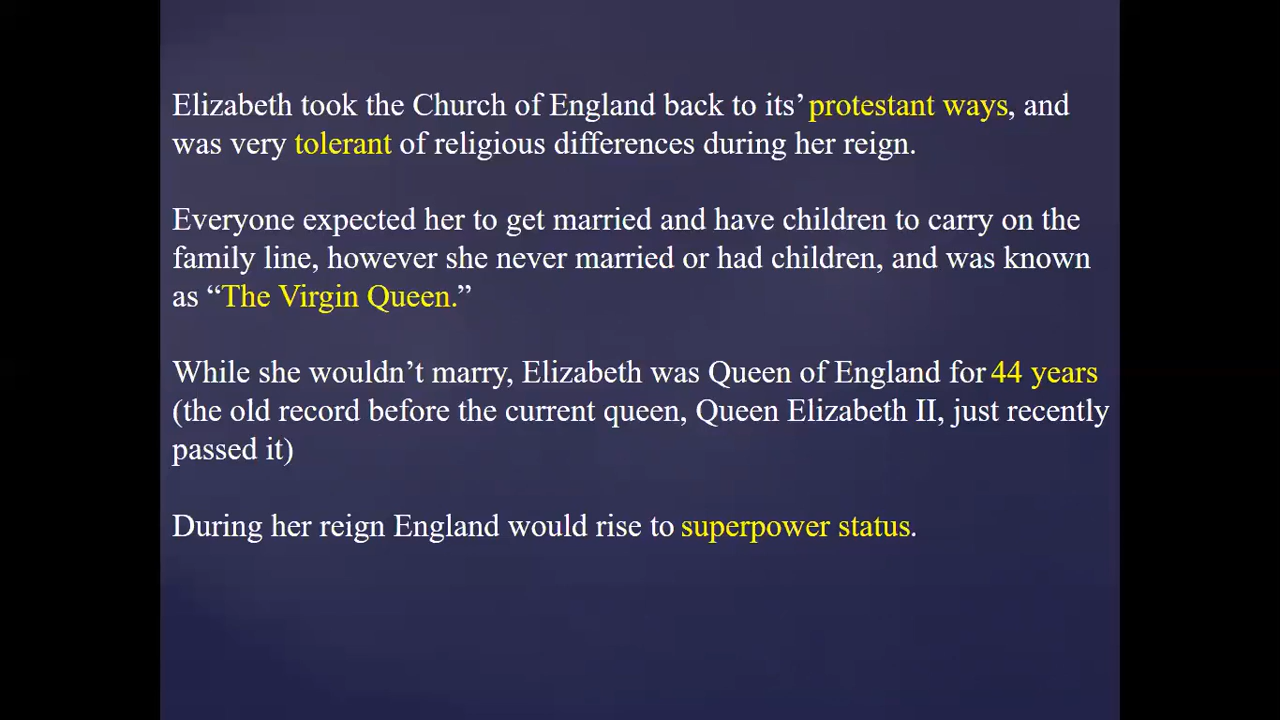 Elizabeth took the Church of England back to its’ protestant ways, and
was very tolerant of religious differences during her reign.
Everyone expected her to get married and have children to carry on the
family line, however she never married or had children, and was known
as “The Virgin Queen.”
While she wouldn’t marry, Elizabeth was Queen of England for 44 years
(the old record before the current queen, Queen Elizabeth II, just recently
passed it)
During her reign England would rise to superpower status.